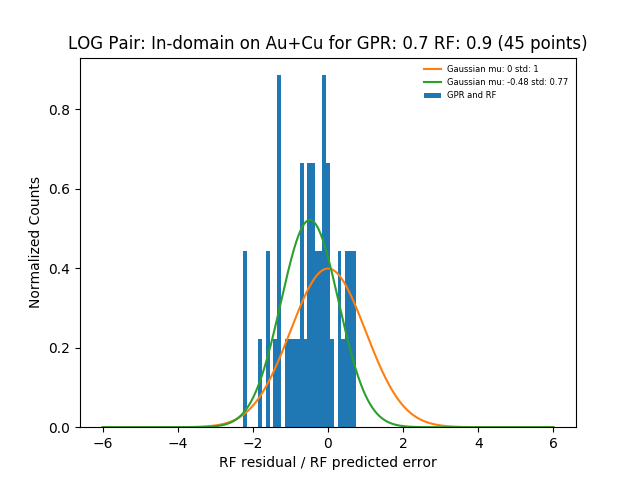 LOG Pair: In-domain on Au+Cu for GPR: 0.7 RF: 0.9 (45 points)
Gaussian mu: 0 std: 1
Gaussian mu: -0.48 std: 0.77
GPR and RF
Normalized Counts
0.8
0.6
0.4
0.2
0.0
−6 −4 −2 0 2 4 6
RF residual / RF predicted error